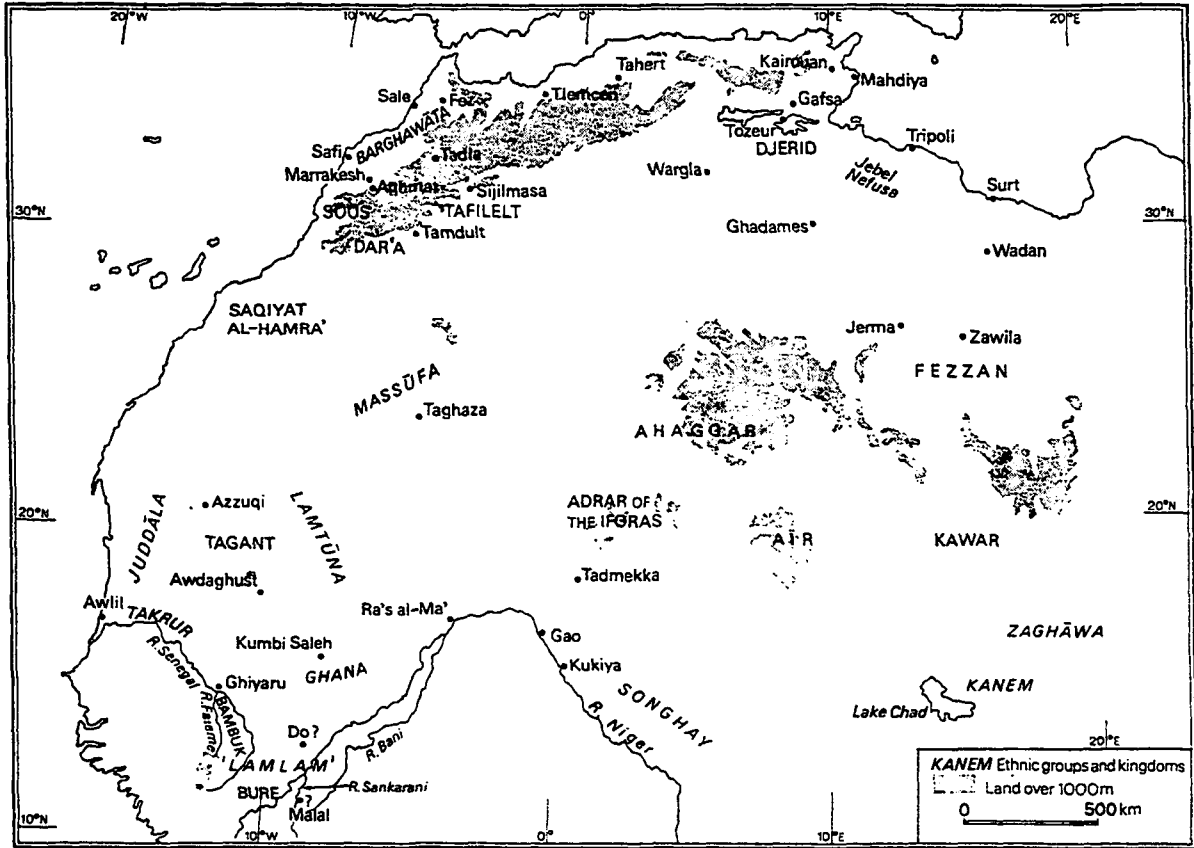 20°W
10°W
0°
10°E
20°E
Kairouan
Mahdiya
Tahert
Tlemcen
Sale
Fez
Gafsa
BARGHAWĀTA
Tozeur
DJERID
Tripoli
Safi
Tadla
Marrakesh
Wargla
Jebel
Nefusa
Aghmat
Sijilmasa
Surt
SOUS
TAFILELT
30°N
30°N
Ghadames
Tamdult
DAR'A
Wadan
SAQIYAT
AL-HAMRA'
Jerma
Zawila
FEZZAN
MASSŪFA
Taghaza
AHAGGAR
JUDDĀLA
Azzuqi
LAMTŪNA
ADRAR OF
THE IFORAS
20°N
20°N
TAGANT
AÏR
KAWAR
Awdaghust
Tadmekka
Awlil
TAKRUR
Ra's al-Ma'
ZAGHĀWA
Gao
R. Senegal
Kumbi Saleh
GHANA
Kukiya
Ghiyaru
SONGHAY
KANEM
R. Faleme
BAMBUK
R. Niger
Lake Chad
Do?
R. Bani
'LAMLAM'
BURE
R. Sankarani
?
Malal
20°E
KANEM Ethnic groups and kingdoms
Land over 1000m
0 500 km
10°N
10°W
0°
10°E